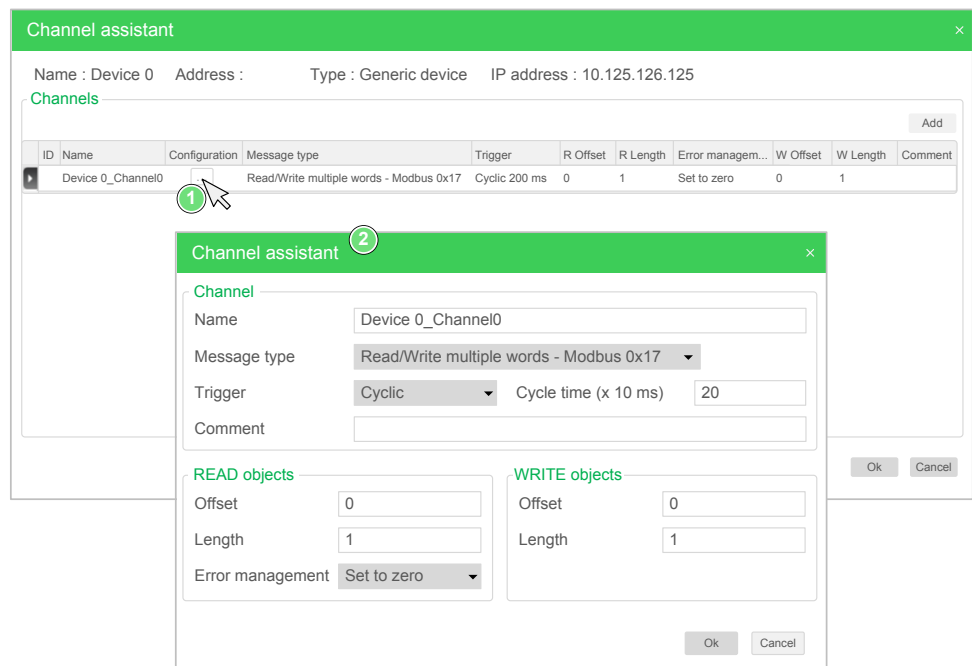 Channel assistant ×
Name : Device 0 Address : Type : Generic device IP address : 10.125.126.125
Channels
Add
ID Name Configuration Message type Trigger R Offset R Length Error managem... W Offset W Length Comment
Device 0_Channel0 ... Read/Write multiple words - Modbus 0x17 Cyclic 200 ms 0 1 Set to zero 0 1
1
2
Channel assistant ×
Channel
Name Device 0_Channel0
Message type Read/Write multiple words - Modbus 0x17
Trigger Cyclic Cycle time (x 10 ms) 20
Comment
READ objects WRITE objects
Offset 0 Offset 0
Length 1 Length 1
Error management Set to zero
Ok Cancel
Ok Cancel